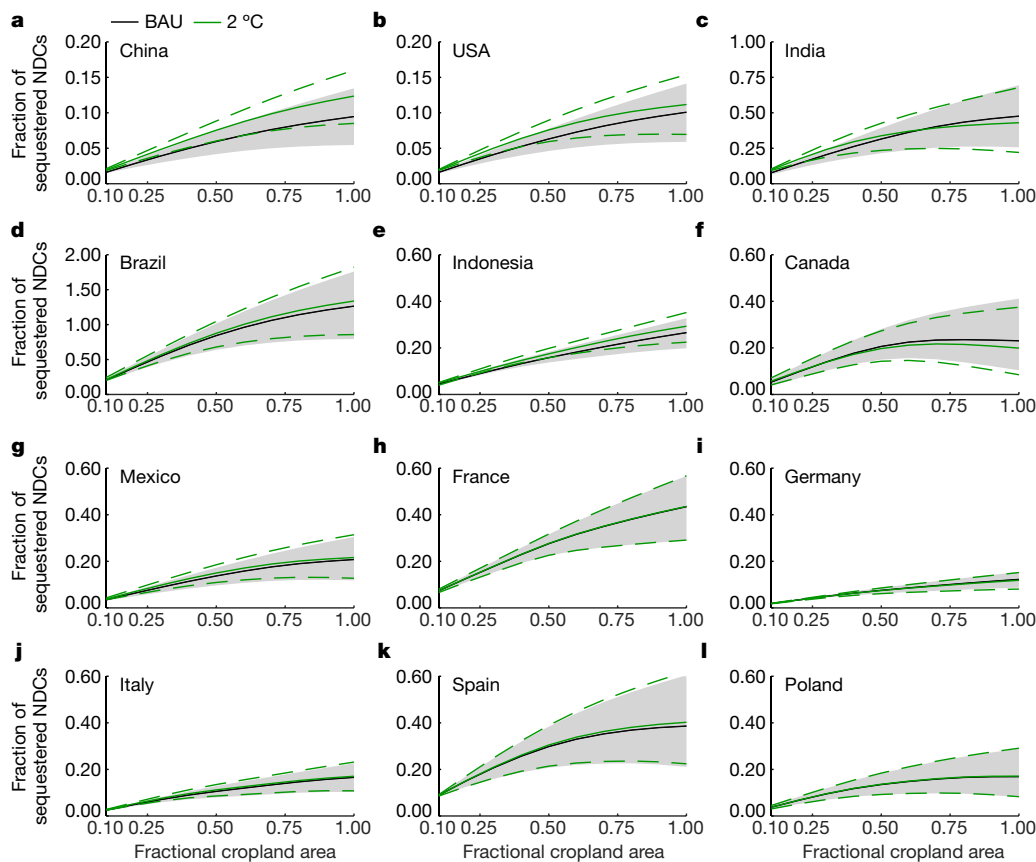 a
BAU
2 ºC
b
c
China
USA
India
Fraction of
sequestered NDCs
0.20
0.15
0.10
0.05
0.00
0.10 0.25 0.50 0.75 1.00
0.20
0.15
0.10
0.05
0.00
0.10 0.25 0.50 0.75 1.00
1.00
0.75
0.50
0.25
0.00
0.10 0.25 0.50 0.75 1.00
d
e
f
Brazil
Indonesia
Canada
Fraction of
sequestered NDCs
2.00
1.50
1.00
0.50
0.00
0.10 0.25 0.50 0.75 1.00
0.60
0.40
0.20
0.00
0.10 0.25 0.50 0.75 1.00
0.60
0.40
0.20
0.00
0.10 0.25 0.50 0.75 1.00
g
h
i
Mexico
France
Germany
Fraction of
sequestered NDCs
0.60
0.40
0.20
0.00
0.10 0.25 0.50 0.75 1.00
0.60
0.40
0.20
0.00
0.10 0.25 0.50 0.75 1.00
0.60
0.40
0.20
0.00
0.10 0.25 0.50 0.75 1.00
j
k
l
Italy
Spain
Poland
Fraction of
sequestered NDCs
0.60
0.40
0.20
0.00
0.10 0.25 0.50 0.75 1.00
Fractional cropland area
0.60
0.40
0.20
0.00
0.10 0.25 0.50 0.75 1.00
Fractional cropland area
0.60
0.40
0.20
0.00
0.10 0.25 0.50 0.75 1.00
Fractional cropland area